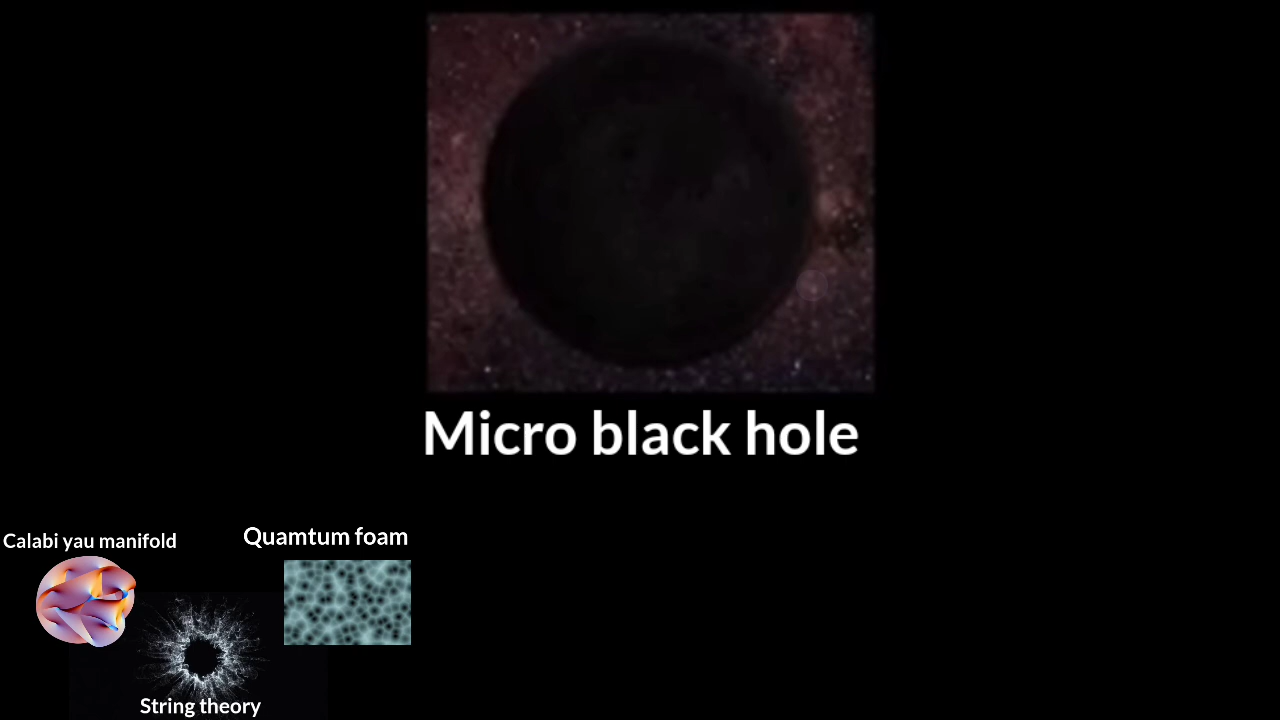 Micro black hole
Calabi yau manifold
Quamtum foam
String theory